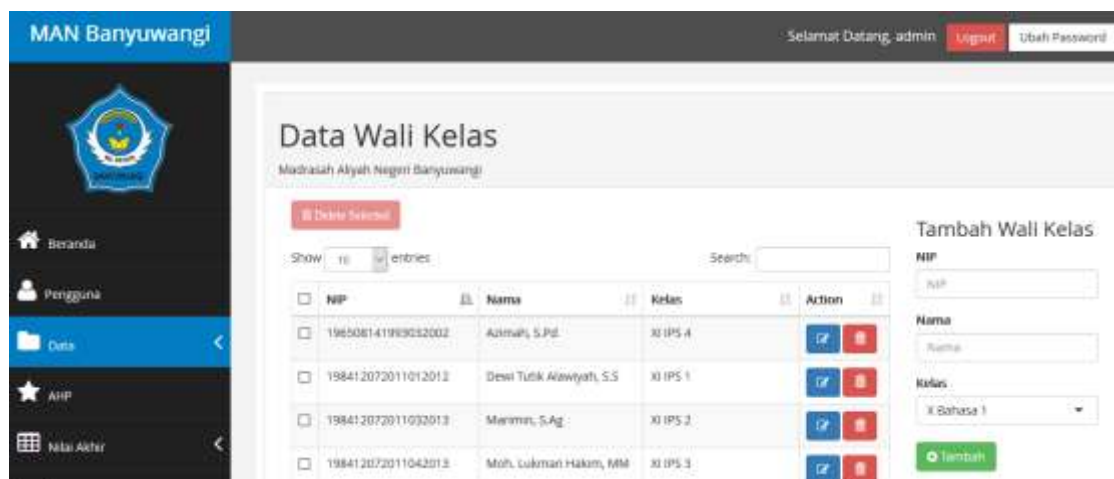 MAN Banyuwangi
Selamat Datang, admin Logout Ubah Password
Data Wali Kelas
Madrasah Aliyah Negeri Banyuwangi
Delete Selected
Show 10 entries
Search:
NIP Nama Kelas Action
196508141993032002 Azimah, S.Pd XI IPS 4
198412072011012012 Dewi Tutik Alawiyah, S.S XI IPS 1
198412072011032013 Marimin, S.Ag XI IPS 2
198412072011042013 Moh. Lukman Hakim, MM XI IPS 3
Tambah Wali Kelas
NIP
NIP
Nama
Nama
Kelas
X Bahasa 1
Tambah
Beranda
Pengguna
Data
AHP
Nilai Akhir